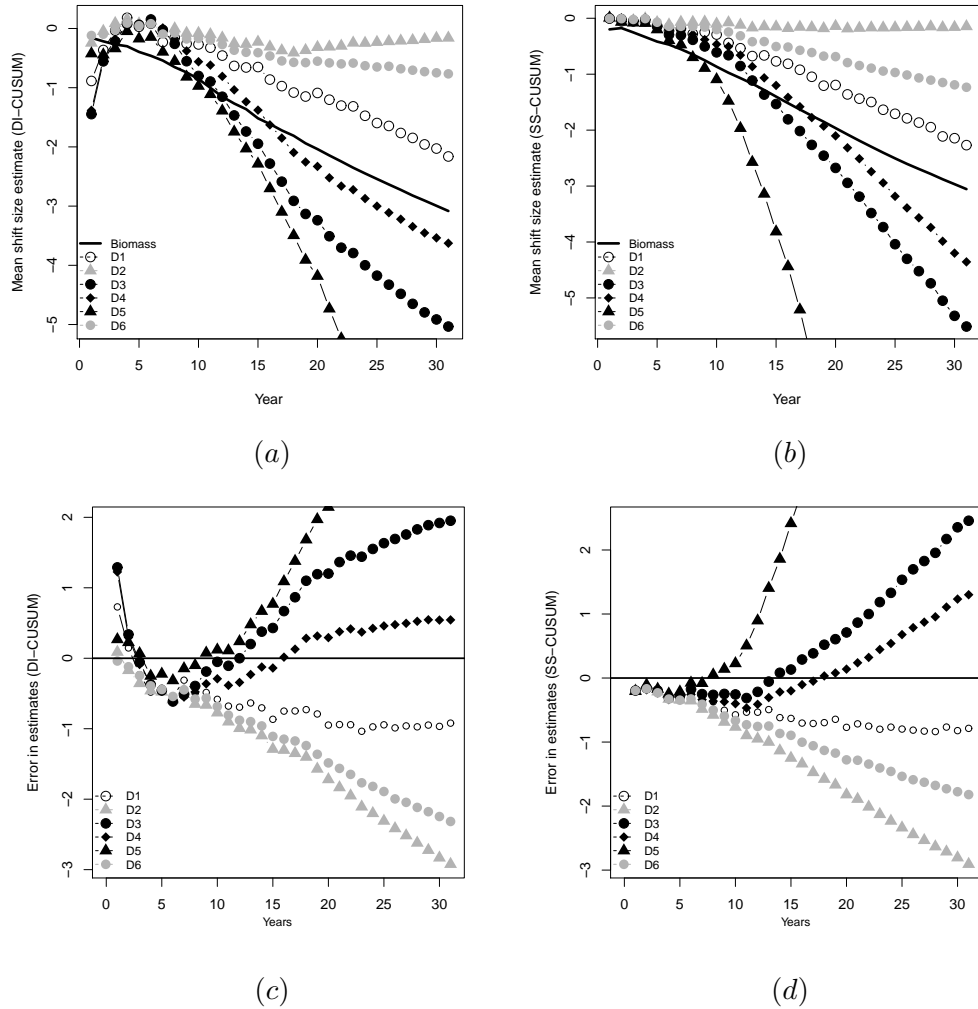 Mean shift size estimate (DI−CUSUM)
0
−1
−2
−3
−4
−5
Biomass
D1
D2
D3
D4
D5
D6
0 5 10 15 20 25 30
Year
(a)
Mean shift size estimate (SS−CUSUM)
0
−1
−2
−3
−4
−5
Biomass
D1
D2
D3
D4
D5
D6
0 5 10 15 20 25 30
Year
(b)
Error in estimates (DI−CUSUM)
2
1
0
−1
−2
−3
D1
D2
D3
D4
D5
D6
0 5 10 15 20 25 30
Years
(c)
Error in estimates (SS−CUSUM)
2
1
0
−1
−2
−3
D1
D2
D3
D4
D5
D6
0 5 10 15 20 25 30
Years
(d)